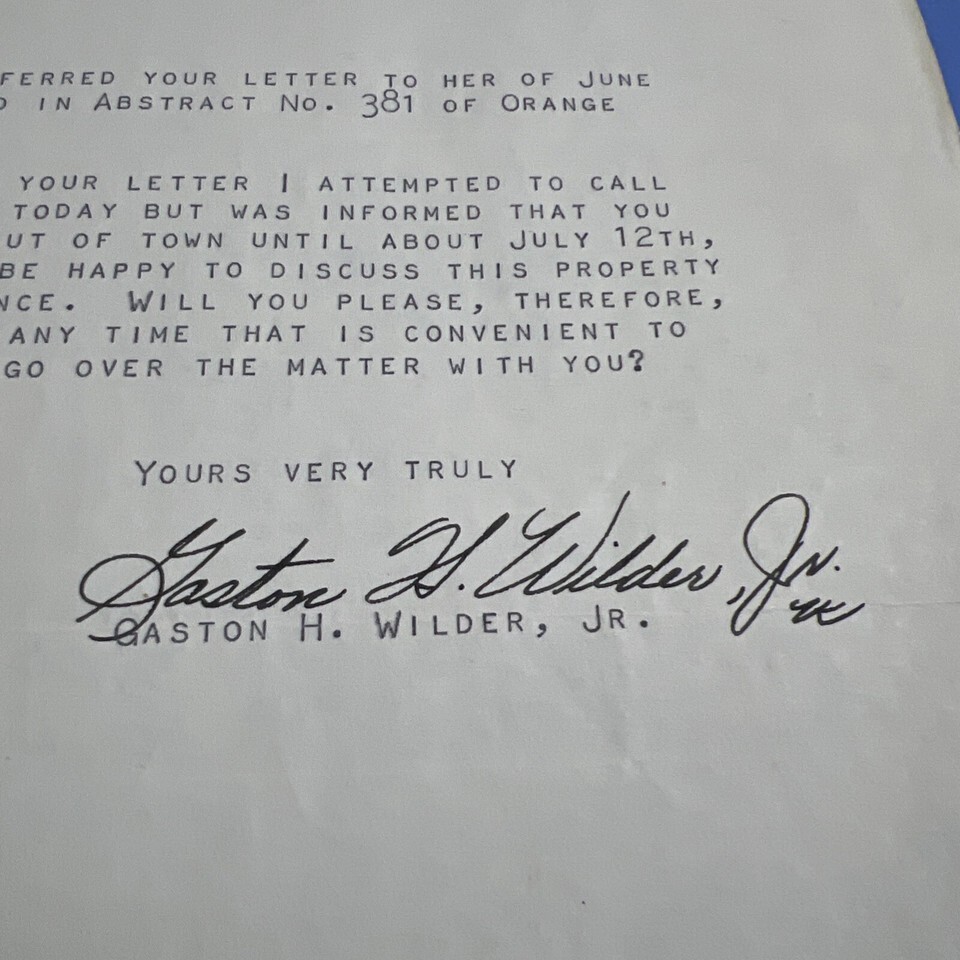 FERRED YOUR LETTER TO HER OF JUNE
IN ABSTRACT NO. 381 OF ORANGE
YOUR LETTER I ATTEMPTED TO CALL
TODAY BUT WAS INFORMED THAT YOU
UT OF TOWN UNTIL ABOUT JULY 12TH,
BE HAPPY TO DISCUSS THIS PROPERTY
NCE. WILL YOU PLEASE, THEREFORE,
ANY TIME THAT IS CONVENIENT TO
GO OVER THE MATTER WITH YOU?
YOURS VERY TRULY
Gaston H. Wilder, Jr.
GASTON H. WILDER, JR.